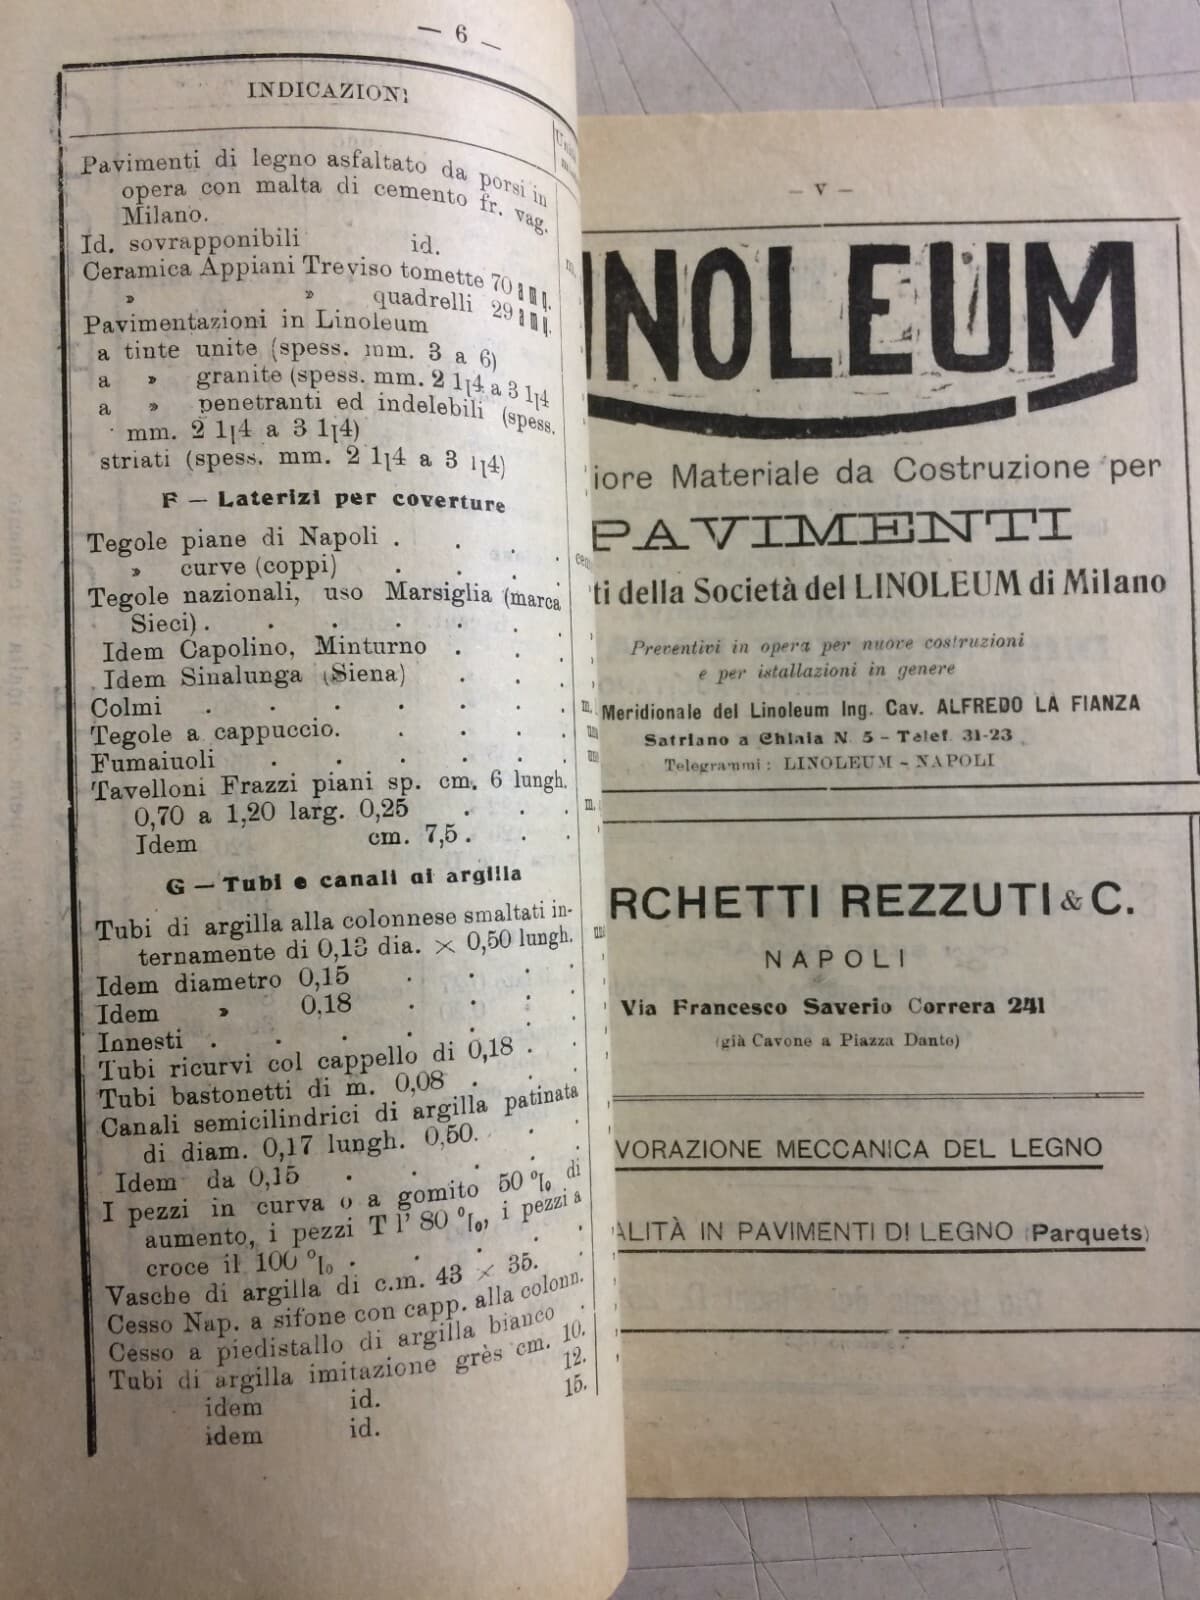 — 6 —
INDICAZIONI
Pavimenti di legno asfaltato da porsi in
opera con malta di cemento fr. vag.
Milano.
Id. sovrapponibili id.
Ceramica Appiani Treviso tomette 70 a m q.
» » quadrelli 29 a m q.
Pavimentazioni in Linoleum
a tinte unite (spess. mm. 3 a 6)
a » granite (spess. mm. 2 1|4 a 3 1|4
a » penetranti ed indelebili (spess.
mm. 2 1|4 a 3 1|4)
striati (spess. mm. 2 1|4 a 3 1|4)
F — Laterizi per coverture
Tegole piane di Napoli .
» curve (coppi)
Tegole nazionali, uso Marsiglia (marca
Sieci).
Idem Capolino, Minturno
Idem Sinalunga (Siena)
Colmi
Tegole a cappuccio.
Fumaiuoli
Tavelloni Frazzi piani sp. cm. 6 lungh.
0,70 a 1,20 larg. 0,25
Idem cm. 7,5 .
G — Tubi e canali di argilla
Tubi di argilla alla colonnese smaltati in-
ternamente di 0,13 dia. × 0,50 lungh.
Idem diametro 0,15
Idem » 0,18
Innesti .
Tubi ricurvi col cappello di 0,18 .
Tubi bastonetti di m. 0,08
Canali semicilindrici di argilla patinata
di diam. 0,17 lungh. 0,50.
Idem da 0,15
I pezzi in curva o a gomito 50 °|₀ di
aumento, i pezzi T l' 80 °|₀, i pezzi a
croce il 100 °|₀ .
Vasche di argilla di c.m. 43 × 35.
Cesso Nap. a sifone con capp. alla colonn.
Cesso a piedistallo di argilla bianco
Tubi di argilla imitazione grès cm. 10.
idem id. 12.
idem id. 15.
— V —
INOLEUM
iore Materiale da Costruzione per
PAVIMENTI
ti della Società del LINOLEUM di Milano
Preventivi in opera per nuove costruzioni
e per istallazioni in genere
Meridionale del Linoleum Ing. Cav. ALFREDO LA FIANZA
Satriano a Chiaia N. 5 - Telef. 31-23
Telegrammi : LINOLEUM - NAPOLI
RCHETTI REZZUTI & C.
NAPOLI
Via Francesco Saverio Correra 241
(già Cavone a Piazza Dante)
VORAZIONE MECCANICA DEL LEGNO
ALITÀ IN PAVIMENTI DI LEGNO (Parquets)